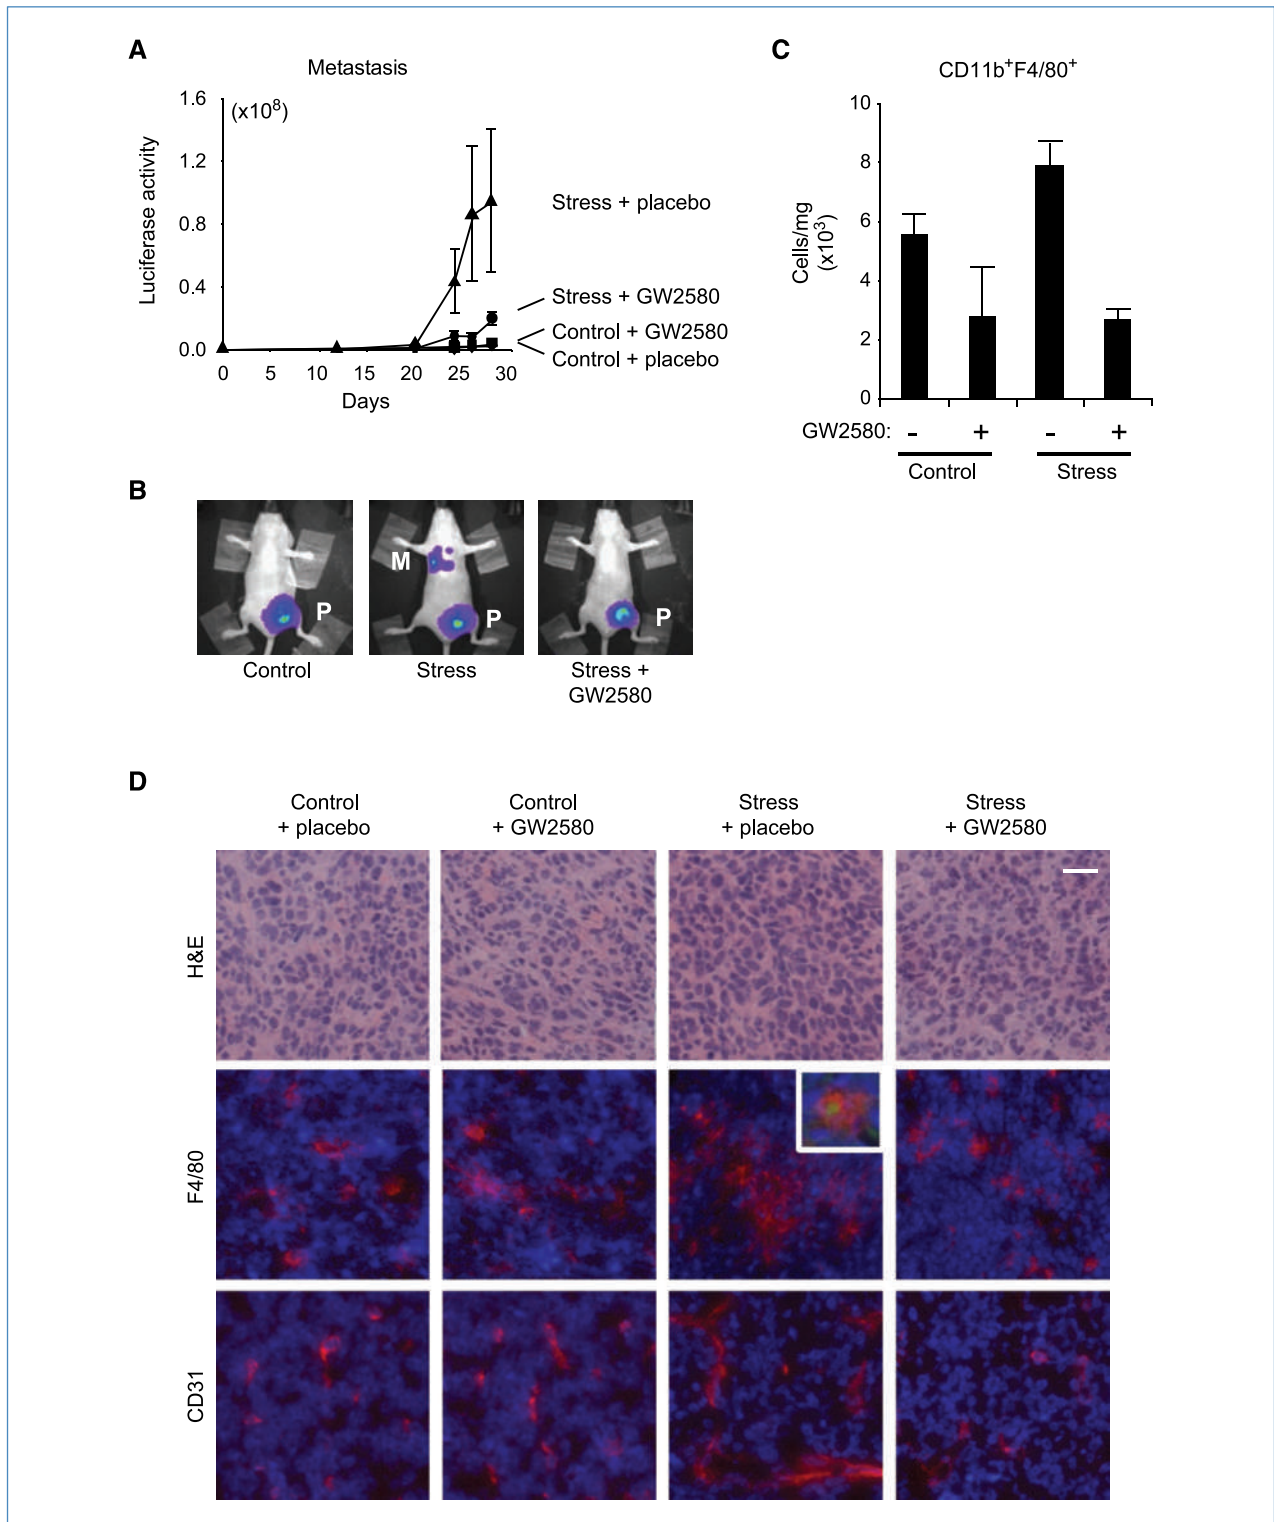 A
Metastasis
(x10⁸)
1.6
1.2
0.8
0.4
0.0
Luciferase activity
0 5 10 15 20 25 30
Days
Stress + placebo
Stress + GW2580
Control + GW2580
Control + placebo
C
CD11b⁺F4/80⁺
10
8
6
4
2
0
Cells/mg
(x10³)
GW2580: - + - +
Control Stress
B
M
P
P
P
Control
Stress
Stress +
GW2580
D
Control
+ placebo
Control
+ GW2580
Stress
+ placebo
Stress
+ GW2580
H&E
F4/80
CD31